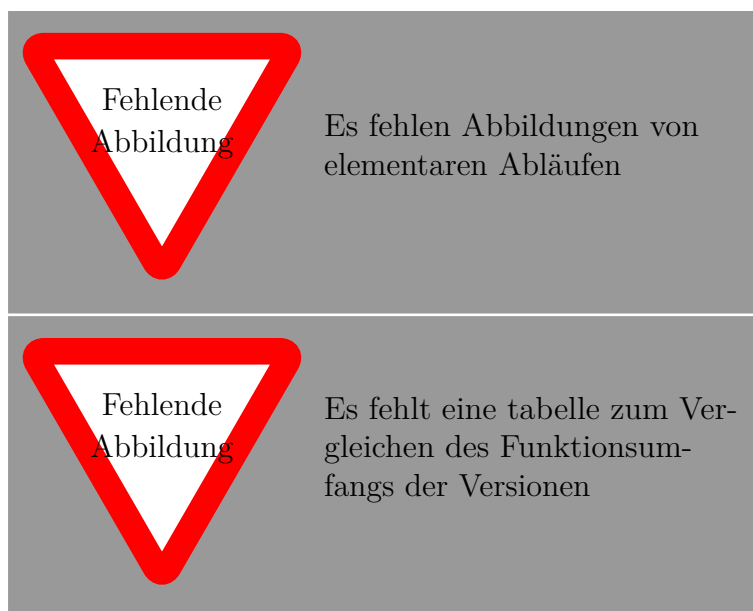 Fehlende
Abbildung
Es fehlen Abbildungen von
elementaren Abläufen
Fehlende
Abbildung
Es fehlt eine tabelle zum Ver-
gleichen des Funktionsum-
fangs der Versionen